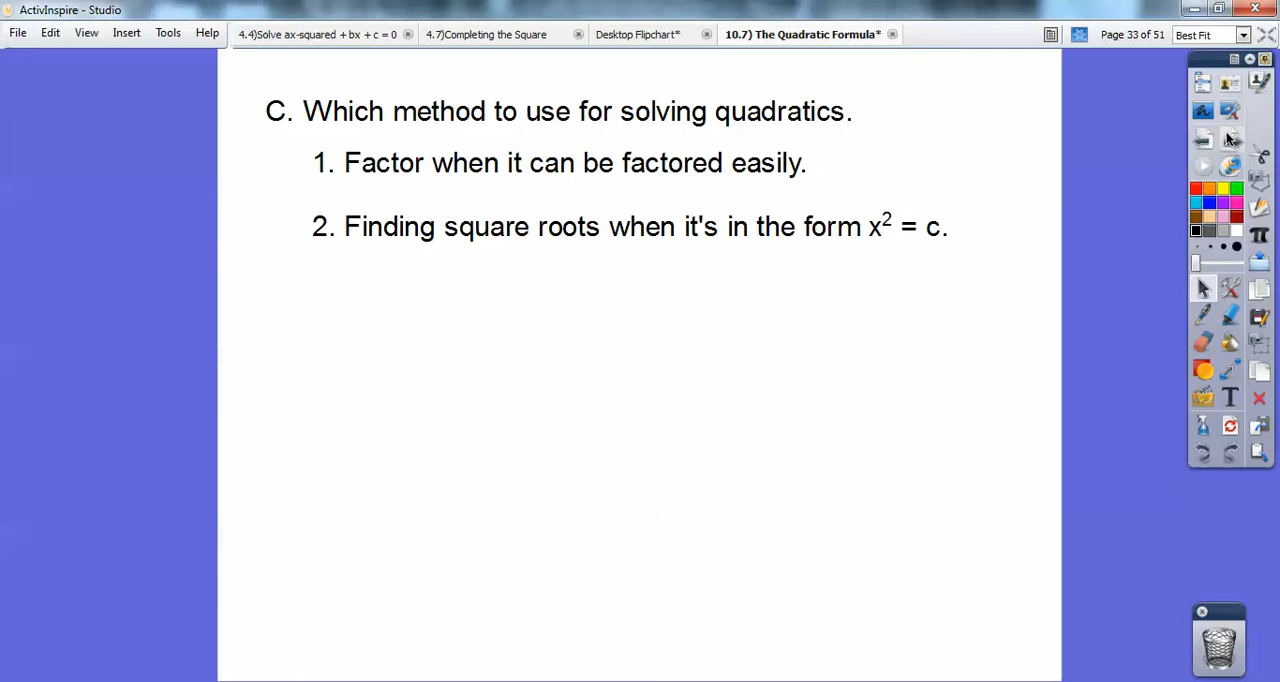 ActivInspire - Studio
File Edit View Insert Tools Help
4.4)Solve ax-squared + bx + c = 0 4.7)Completing the Square Desktop Flipchart* 10.7) The Quadratic Formula* Page 33 of 51 Best Fit
C. Which method to use for solving quadratics.
1. Factor when it can be factored easily.
2. Finding square roots when it's in the form x² = c.